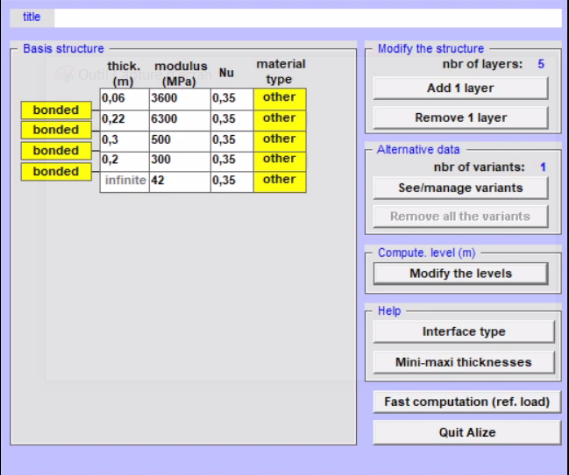 title
Basis structure
thick. (m) modulus (MPa) Nu material type
0,06 3600 0,35 other
bonded
0,22 6300 0,35 other
bonded
0,3 500 0,35 other
bonded
0,2 300 0,35 other
bonded
infinite 42 0,35 other
Modify the structure
nbr of layers: 5
Add 1 layer
Remove 1 layer
Alternative data
nbr of variants: 1
See/manage variants
Remove all the variants
Compute. level (m)
Modify the levels
Help
Interface type
Mini-maxi thicknesses
Fast computation (ref. load)
Quit Alize